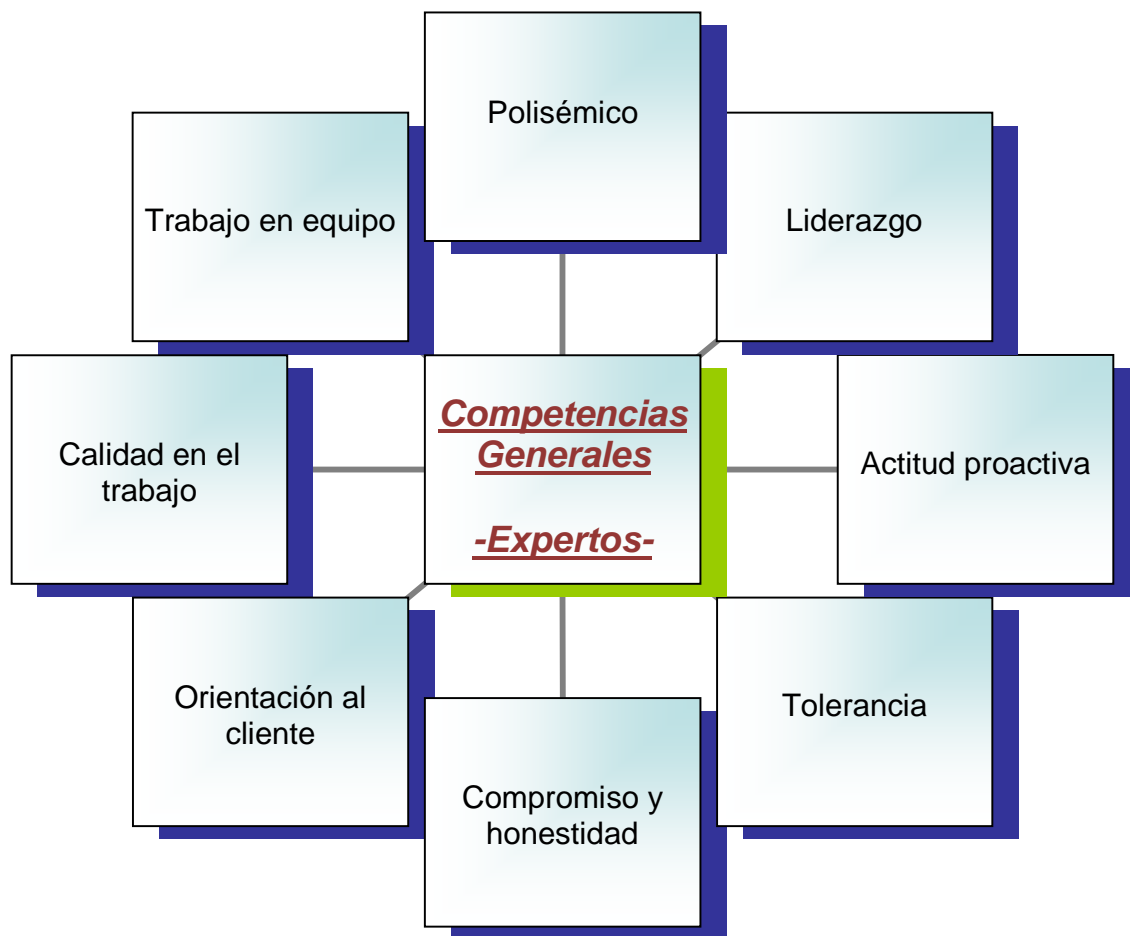 Polisémico
Trabajo en equipo
Liderazgo
Calidad en el
trabajo
Competencias
Generales
-Expertos-
Actitud proactiva
Orientación al
cliente
Tolerancia
Compromiso y
honestidad